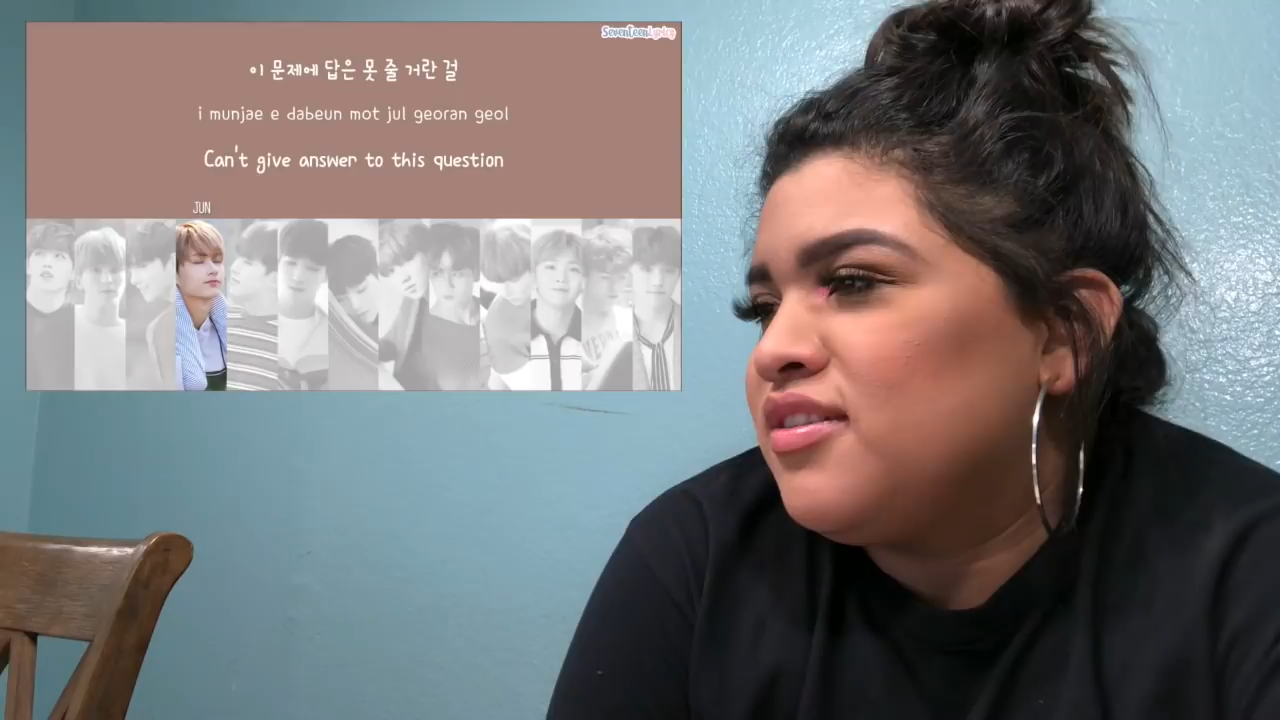 SeventeenLyrics
이 문제에 답은 못 줄 거란 걸
i munjae e dabeun mot jul georan geol
Can't give answer to this question
JUN